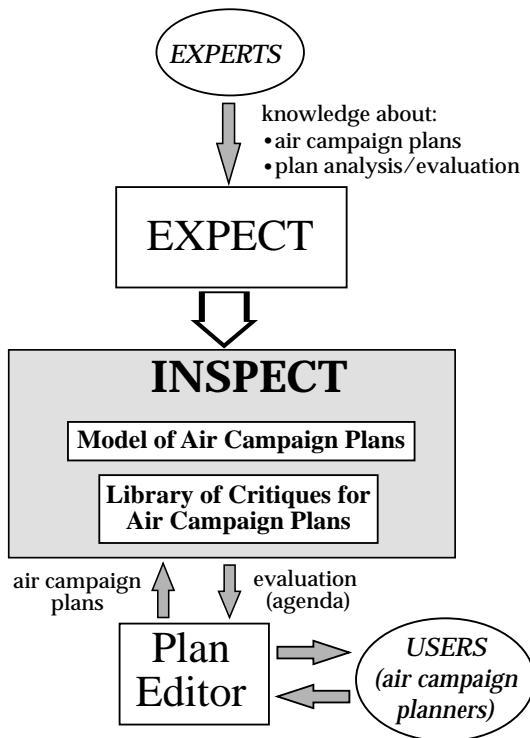 EXPERTS
knowledge about:
•air campaign plans
•plan analysis/evaluation
EXPECT
INSPECT
Model of Air Campaign Plans
Library of Critiques for
Air Campaign Plans
air campaign
plans
evaluation
(agenda)
Plan
Editor
USERS
(air campaign
planners)